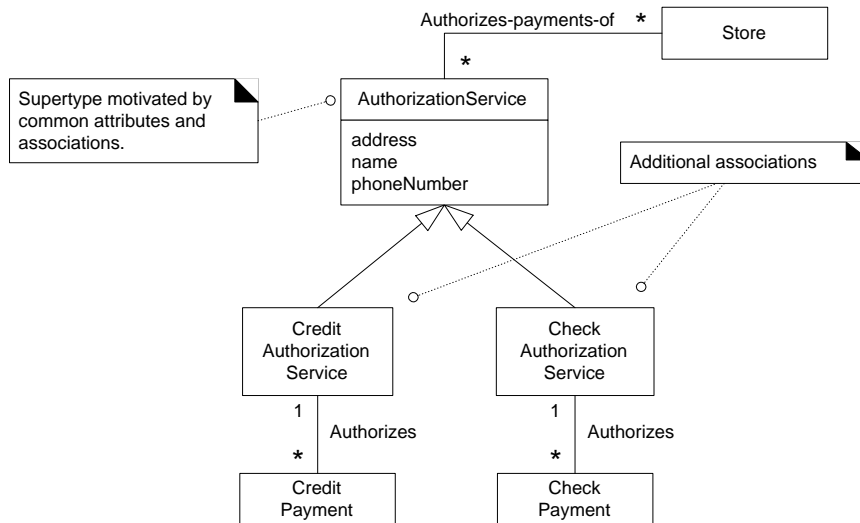 Authorizes-payments-of *
Store
*
Supertype motivated by
common attributes and
associations.
AuthorizationService
address
name
phoneNumber
Additional associations
Credit
Authorization
Service
Check
Authorization
Service
1
Authorizes
*
1
Authorizes
*
Credit
Payment
Check
Payment